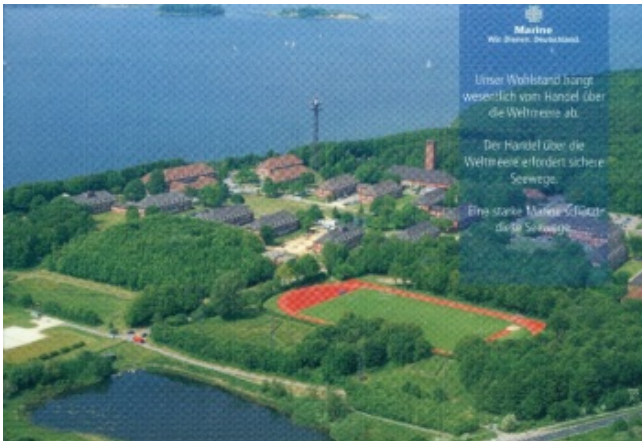 Marine
Wir. Dienen. Deutschland.
Unser Wohlstand hängt
wesentlich vom Handel über
die Weltmeere ab.
Der Handel über die
Weltmeere erfordert sichere
Seewege.
Eine starke Marine schützt
diese Seewege.